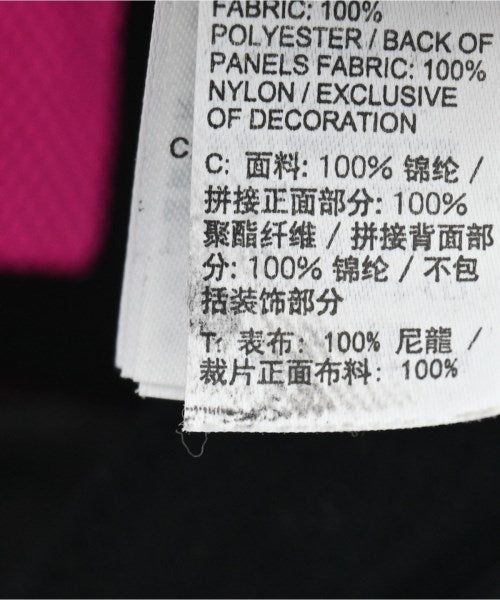 FABRIC: 100%
POLYESTER / BACK OF
PANELS FABRIC: 100%
NYLON / EXCLUSIVE
OF DECORATION
C
C: 面料: 100% 锦纶 /
拼接正面部分: 100%
聚酯纤维 / 拼接背面部
分: 100% 锦纶 / 不包
括装饰部分
T: 表布: 100% 尼龍 /
裁片正面布料: 100%